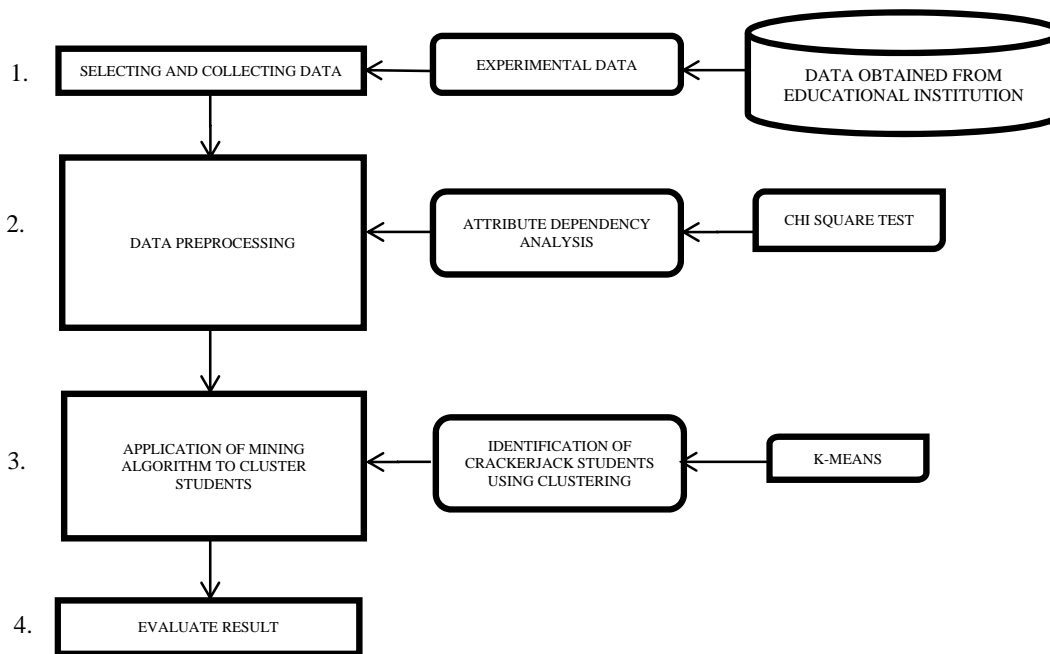 1.
SELECTING AND COLLECTING DATA
EXPERIMENTAL DATA
DATA OBTAINED FROM
EDUCATIONAL INSTITUTION
2.
DATA PREPROCESSING
ATTRIBUTE DEPENDENCY
ANALYSIS
CHI SQUARE TEST
3.
APPLICATION OF MINING
ALGORITHM TO CLUSTER
STUDENTS
IDENTIFICATION OF
CRACKERJACK STUDENTS
USING CLUSTERING
K-MEANS
4.
EVALUATE RESULT